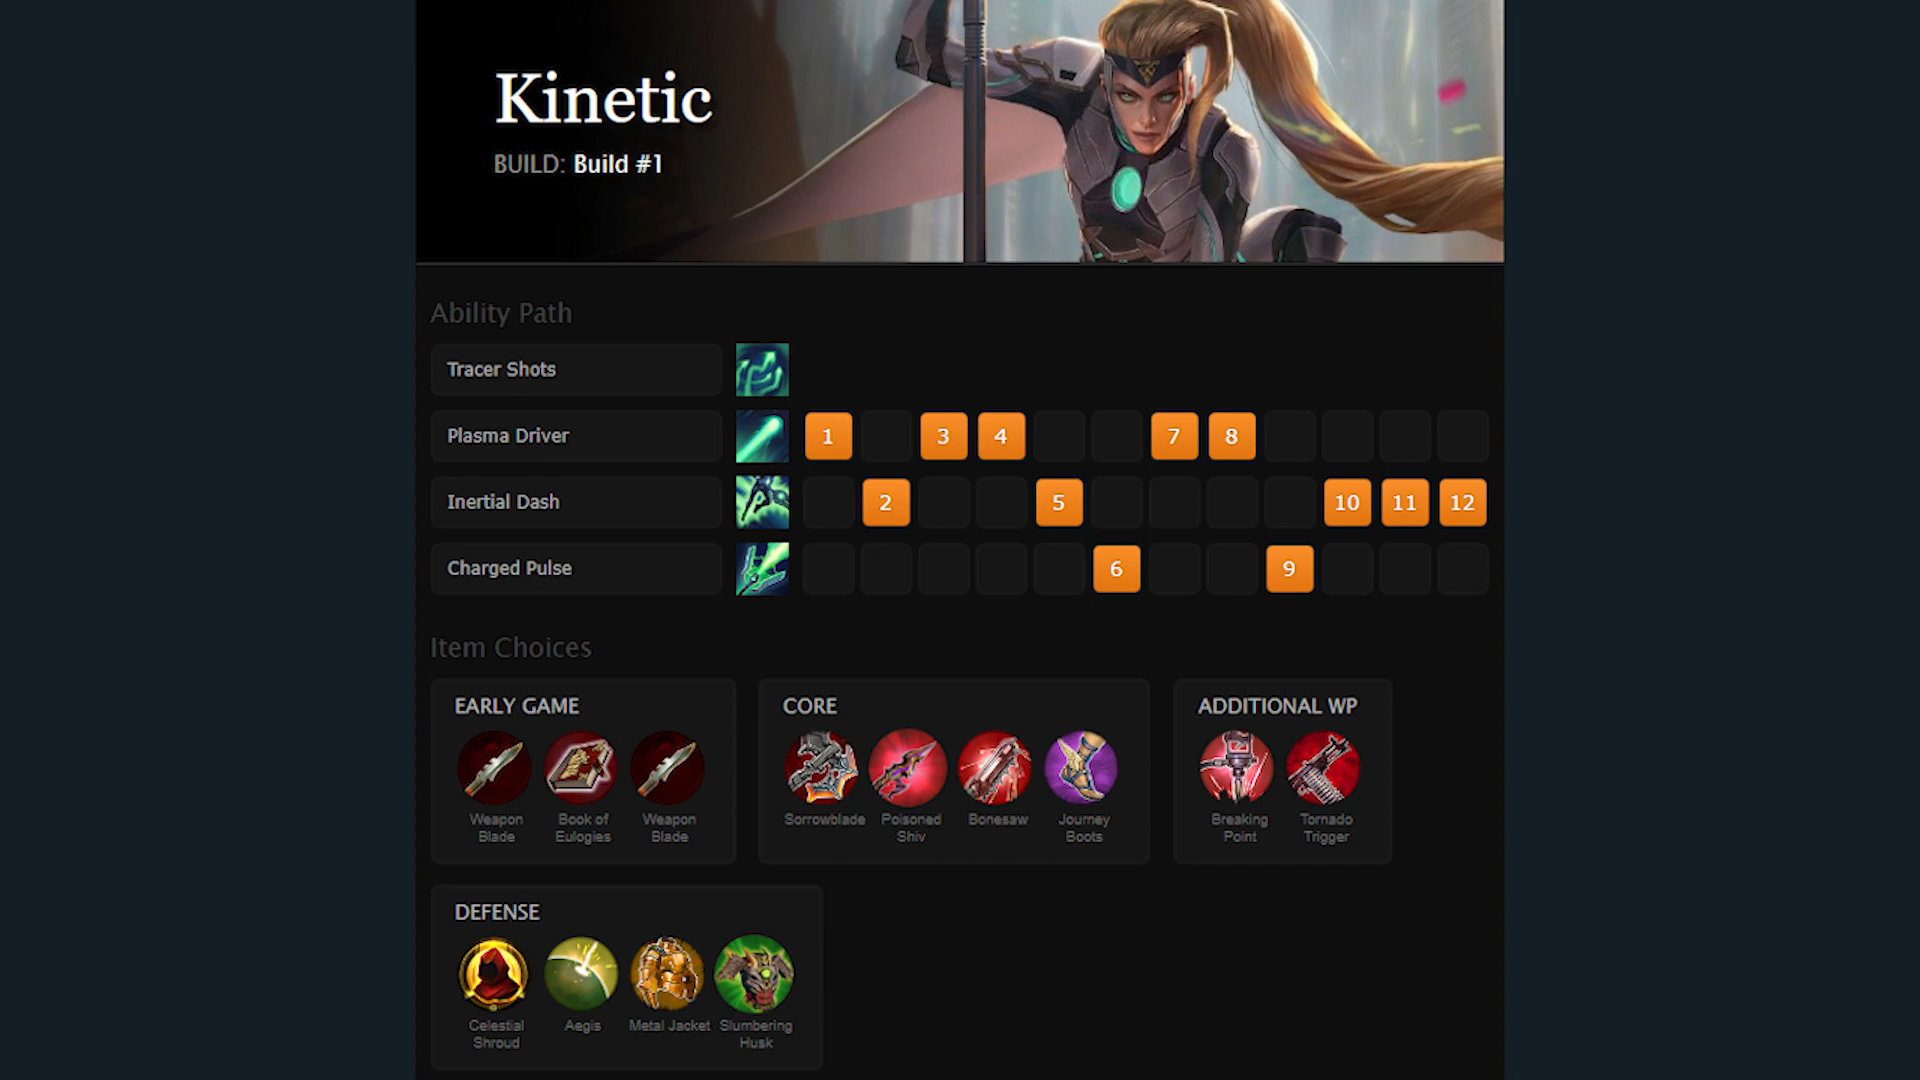 Kinetic
BUILD: Build #1
Ability Path
Tracer Shots
Plasma Driver 1 3 4 7 8
Inertial Dash 2 5 10 11 12
Charged Pulse 6 9
Item Choices
EARLY GAME
Weapon Blade
Book of Eulogies
Weapon Blade
CORE
Sorrowblade
Poisoned Shiv
Bonesaw
Journey Boots
ADDITIONAL WP
Breaking Point
Tornado Trigger
DEFENSE
Celestial Shroud
Aegis
Metal Jacket
Slumbering Husk